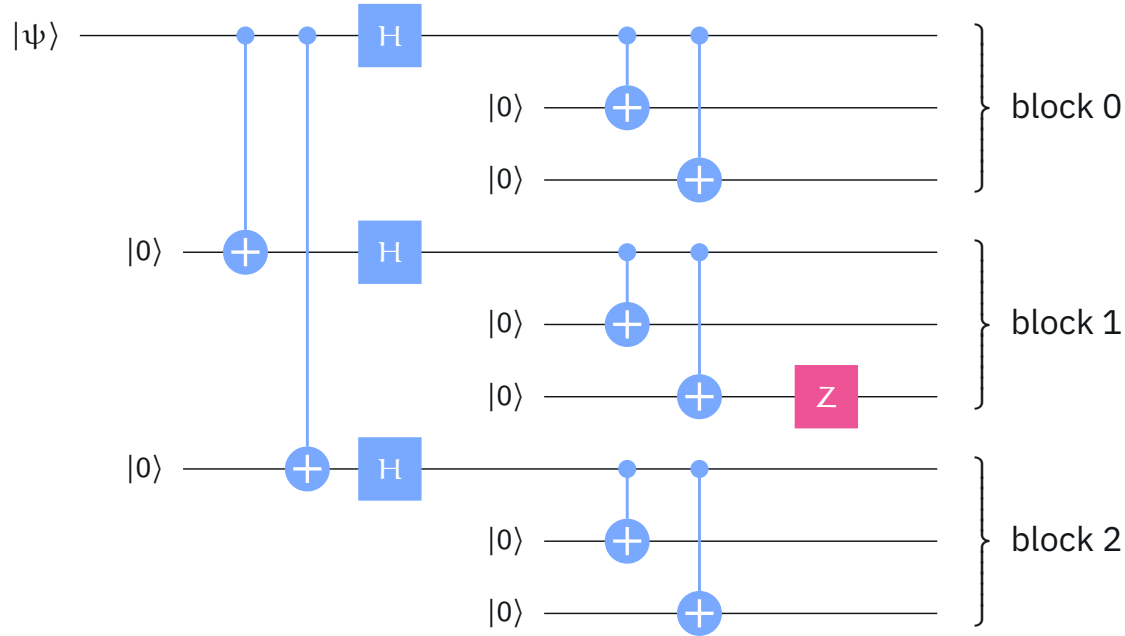 |ψ⟩ H
|0⟩ block 0
|0⟩
|0⟩ H
|0⟩ block 1
|0⟩ Z
|0⟩ H
|0⟩ block 2
|0⟩